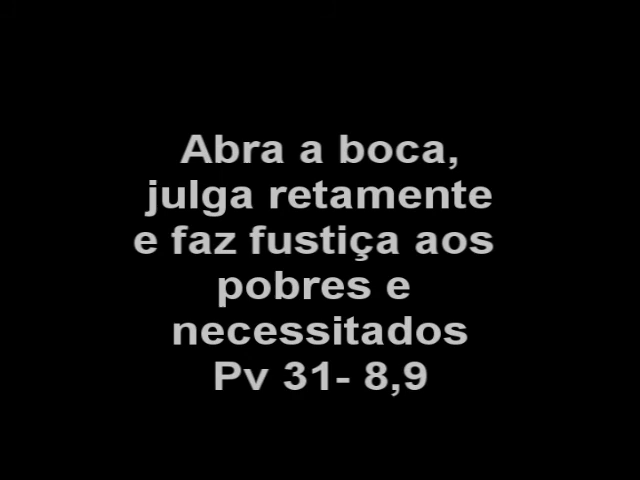 Abra a boca,
julga retamente
e faz fustiça aos
pobres e
necessitados
Pv 31- 8,9